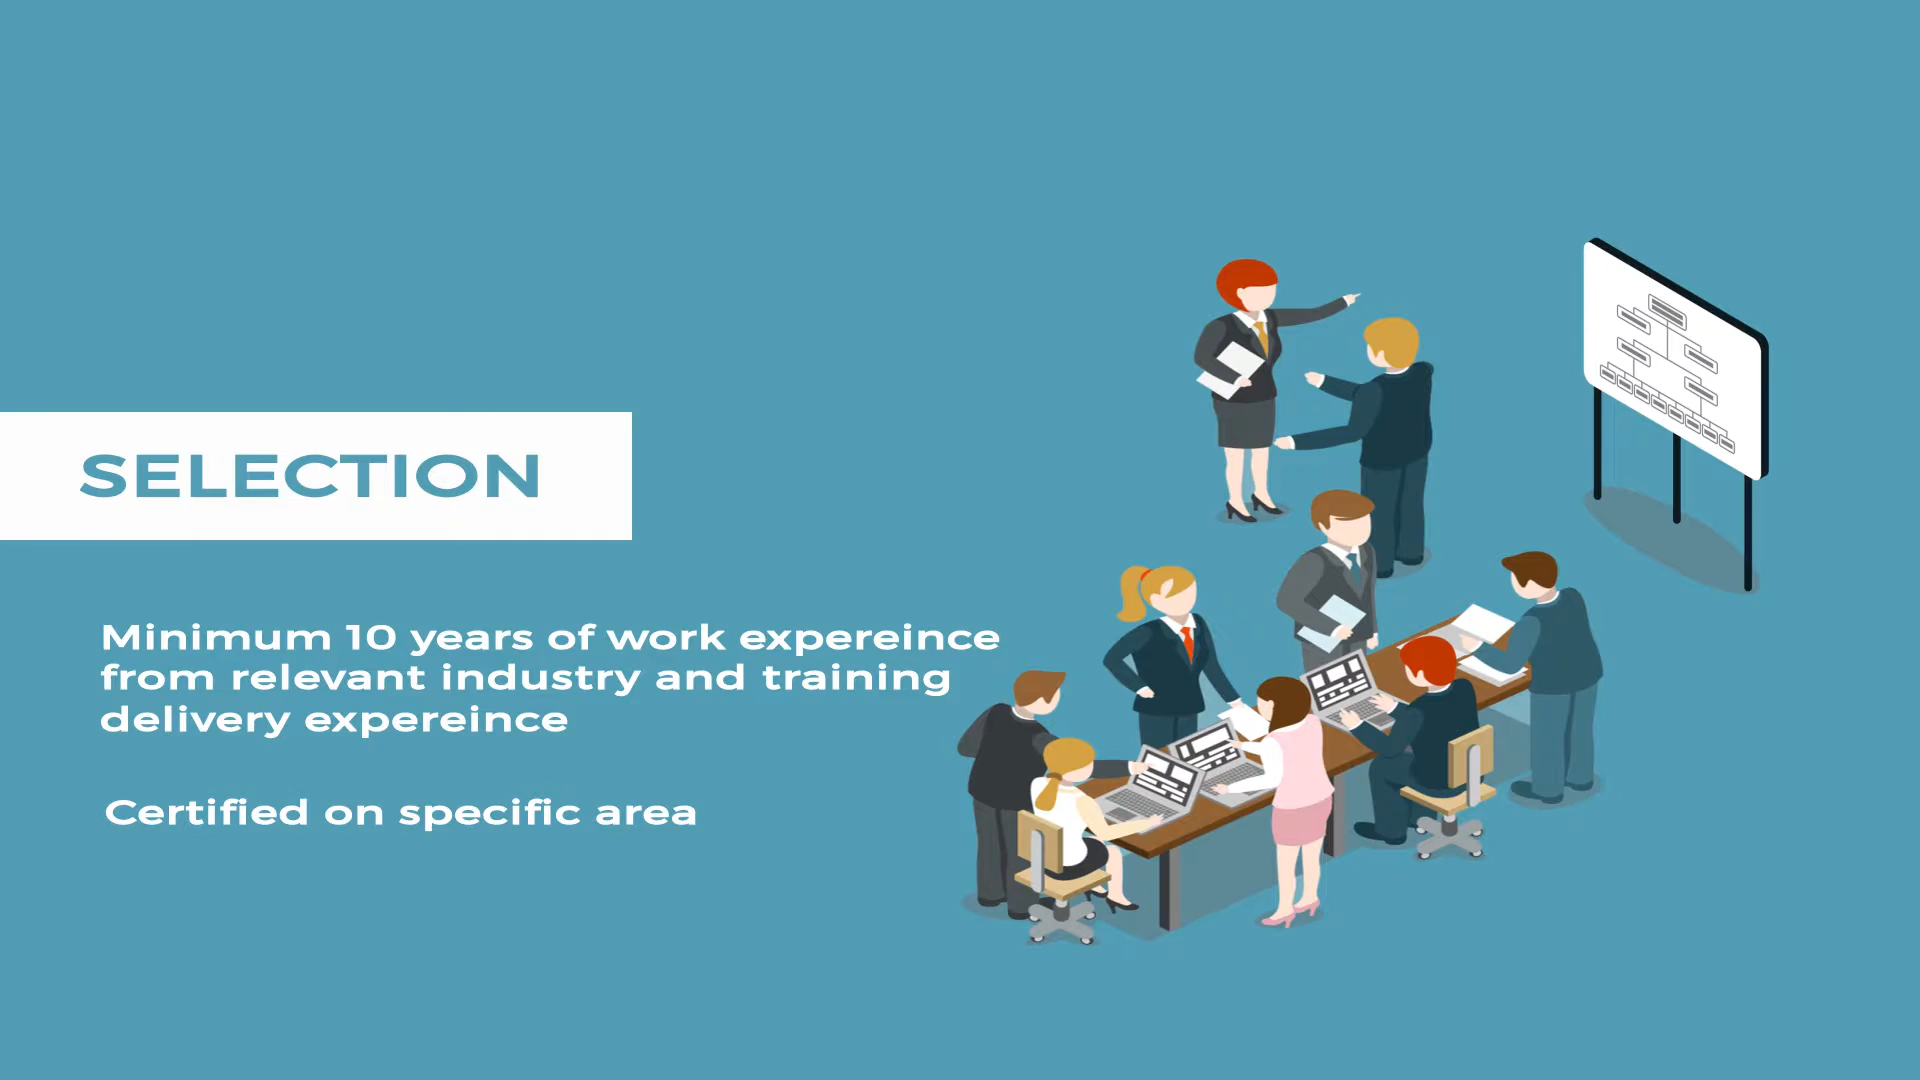 SELECTION
Minimum 10 years of work expereince
from relevant industry and training
delivery expereince
Certified on specific area